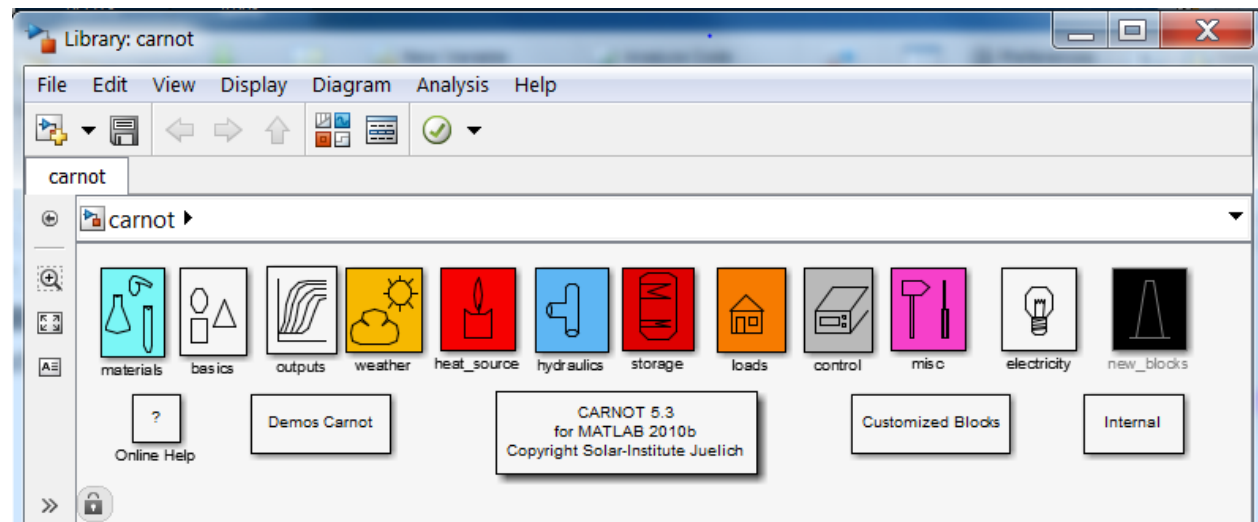 Library: carnot
File Edit View Display Diagram Analysis Help
carnot
carnot
materials basics outputs weather heat_source hydraulics storage loads control misc electricity new_blocks
?
Online Help
Demos Carnot
CARNOT 5.3
for MATLAB 2010b
Copyright Solar-Institute Juelich
Customized Blocks
Internal